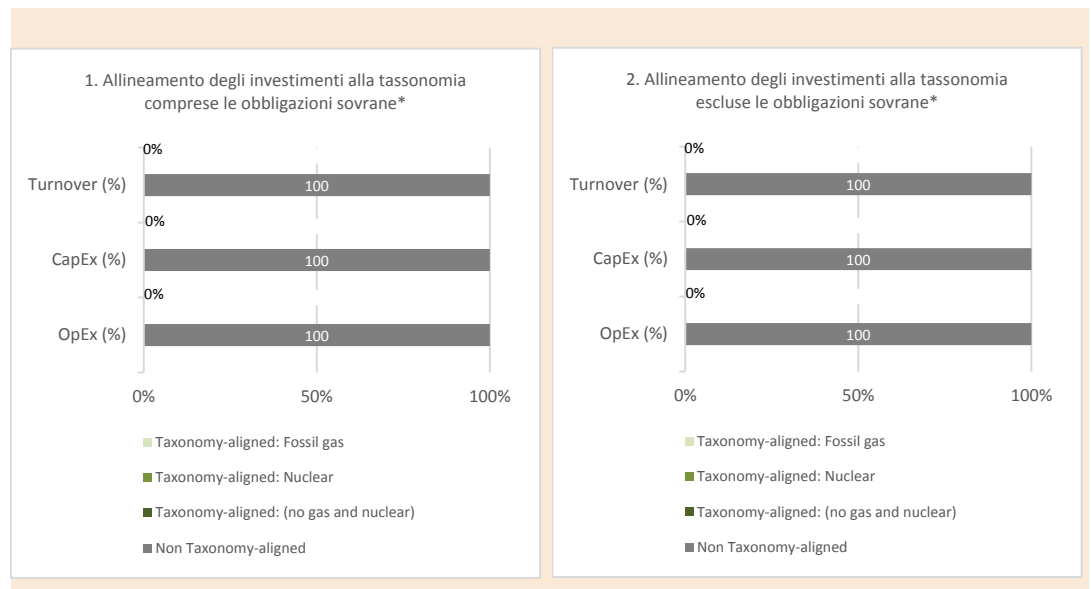 1. Allineamento degli investimenti alla tassonomia
comprese le obbligazioni sovrane*
0%
Turnover (%)
100
0%
CapEx (%)
100
0%
OpEx (%)
100
0%
50%
100%
Taxonomy-aligned: Fossil gas
Taxonomy-aligned: Nuclear
Taxonomy-aligned: (no gas and nuclear)
Non Taxonomy-aligned
2. Allineamento degli investimenti alla tassonomia
escluse le obbligazioni sovrane*
0%
Turnover (%)
100
0%
CapEx (%)
100
0%
OpEx (%)
100
0%
50%
100%
Taxonomy-aligned: Fossil gas
Taxonomy-aligned: Nuclear
Taxonomy-aligned: (no gas and nuclear)
Non Taxonomy-aligned